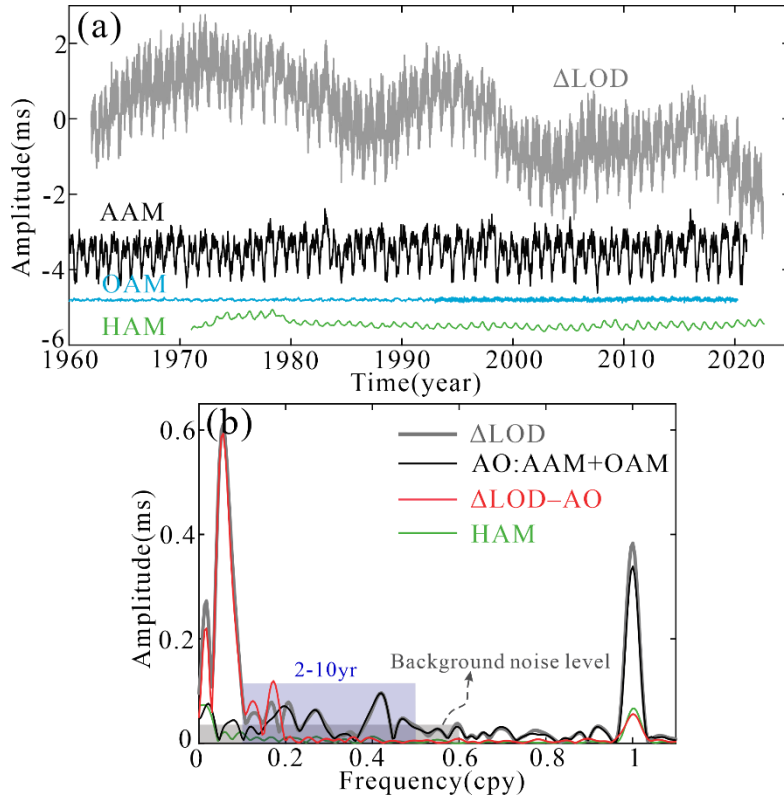 (a)
2
0
-2
-4
-6
Amplitude(ms)
ΔLOD
AAM
OAM
HAM
1960 1970 1980 1990 2000 2010 2020
Time(year)
(b)
0.6
0.4
0.2
0
Amplitude(ms)
ΔLOD
AO:AAM+OAM
ΔLOD–AO
HAM
Background noise level
2-10yr
0 0.2 0.4 0.6 0.8 1
Frequency(cpy)